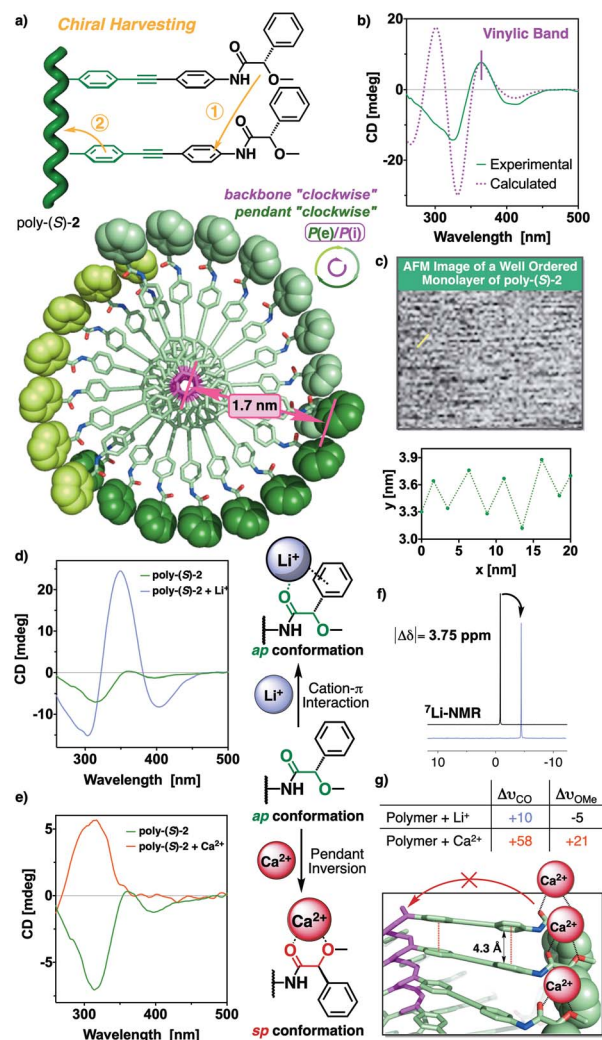 a)
Chiral Harvesting
O
NH
O
①
O
NH
O
②
poly-(S)-2
backbone "clockwise"
pendant "clockwise"
P(e)/P(i)
1.7 nm
b)
Vinylic Band
CD [mdeg]
20
10
0
-10
-20
-30
Experimental
Calculated
300
400
500
Wavelength [nm]
c)
AFM Image of a Well Ordered
Monolayer of poly-(S)-2
y [nm]
3.9
3.6
3.3
3.0
0
5
10
15
20
x [nm]
d)
CD [mdeg]
20
10
0
-10
poly-(S)-2
poly-(S)-2 + Li⁺
300
400
500
Wavelength [nm]
Li⁺
O
NH
O
ap conformation
Li⁺
Cation-π
Interaction
O
NH
O
ap conformation
Ca²⁺
Pendant
Inversion
Ca²⁺
O
O
NH
sp conformation
e)
CD [mdeg]
5
0
-5
poly-(S)-2
poly-(S)-2 + Ca²⁺
300
400
500
Wavelength [nm]
f)
|Δδ|= 3.75 ppm
⁷Li-NMR
10
0
-10
g)
ΔυCO ΔυOMe
Polymer + Li⁺ +10 -5
Polymer + Ca²⁺ +58 +21
Ca²⁺
Ca²⁺
4.3 Å
Ca²⁺